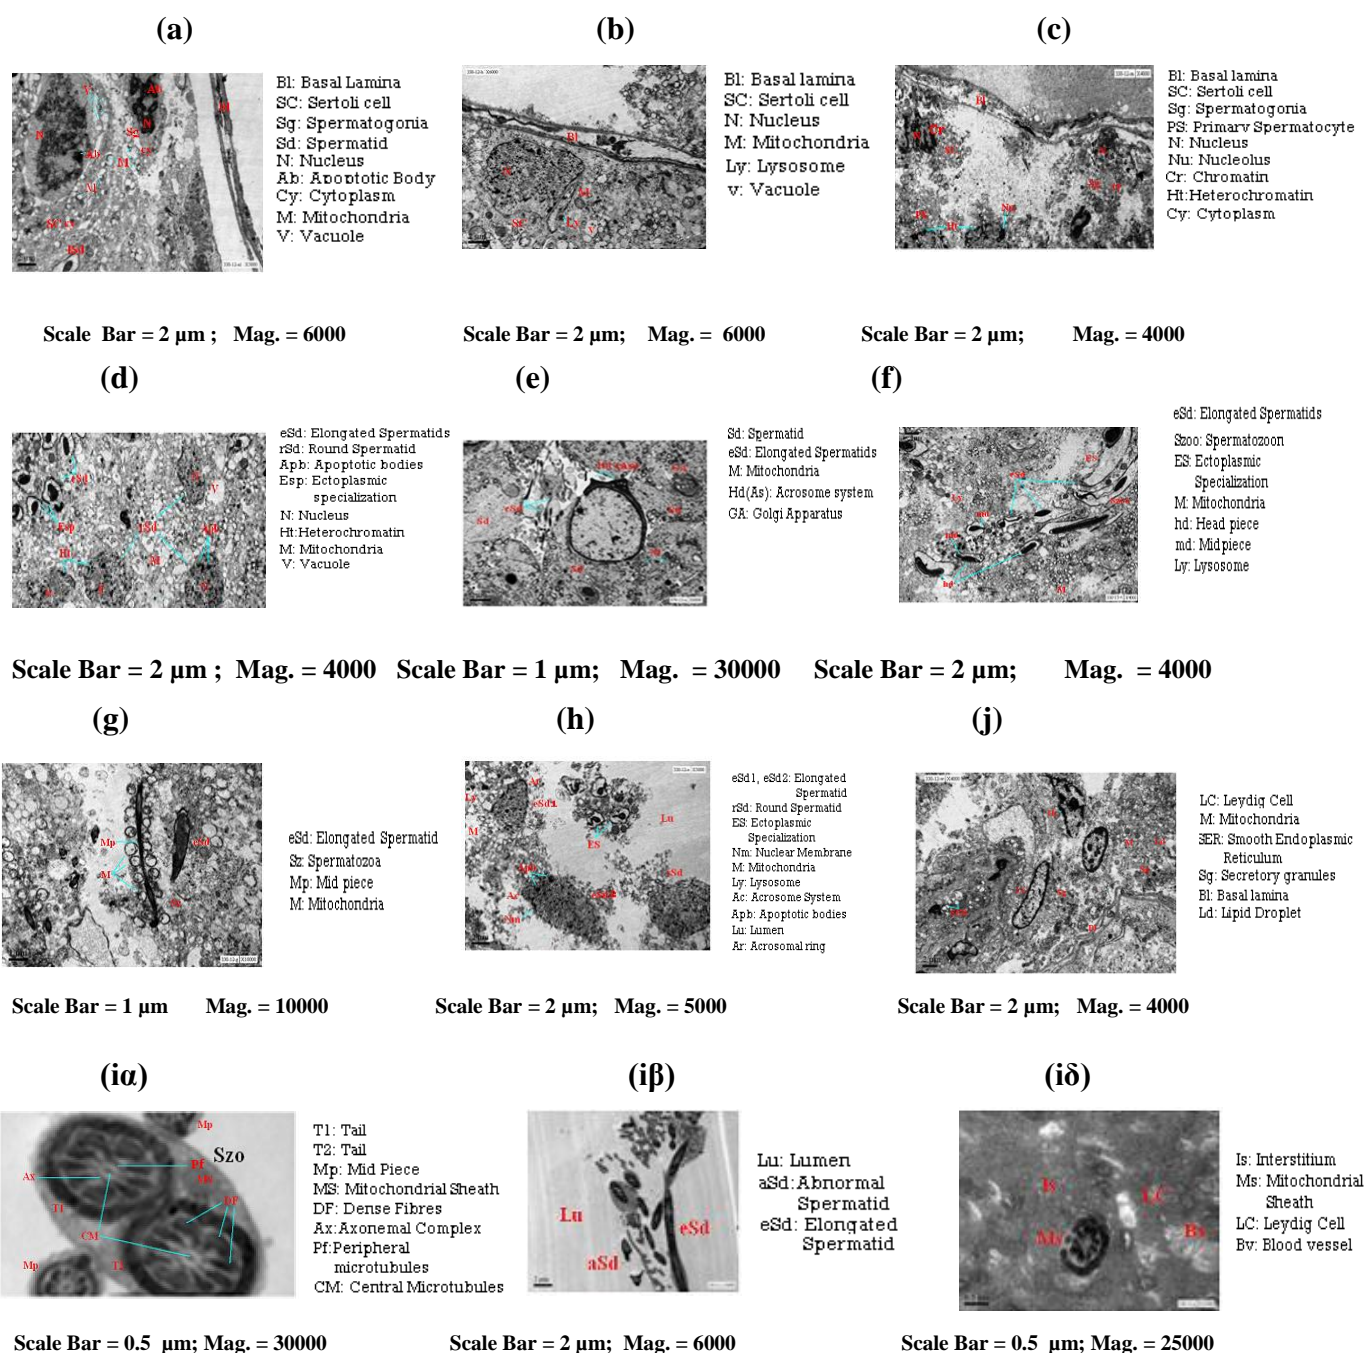 (a)
(b)
(c)
Bl: Basal Lamina
SC: Sertoli cell
Sg: Spermatogonia
Sd: Spermatid
N: Nucleus
Ab: Apoptotic Body
Cy: Cytoplasm
M: Mitochondria
V: Vacuole
Bl: Basal lamina
SC: Sertoli cell
N: Nucleus
M: Mitochondria
Ly: Lysosome
v: Vacuole
Bl: Basal lamina
SC: Sertoli cell
Sg: Spermatogonia
PS: Primary Spermatocyte
N: Nucleus
Nu: Nucleolus
Cr: Chromatin
Ht:Heterochromatin
Cy: Cytoplasm
Scale Bar = 2 µm ; Mag. = 6000
Scale Bar = 2 µm; Mag. = 6000
Scale Bar = 2 µm; Mag. = 4000
(d)
(e)
(f)
eSd: Elongated Spermatids
rSd: Round Spermatid
Apb: Apoptotic bodies
Esp: Ectoplasmic
specialization
N: Nucleus
Ht:Heterochromatin
M: Mitochondria
V: Vacuole
Sd: Spermatid
eSd: Elongated Spermatids
M: Mitochondria
Hd(As): Acrosome system
GA: Golgi Apparatus
eSd: Elongated Spermatids
Szoo: Spermatozoon
ES: Ectoplasmic
Specialization
M: Mitochondria
hd: Head piece
md: Midpiece
Ly: Lysosome
Scale Bar = 2 µm ; Mag. = 4000
Scale Bar = 1 µm; Mag. = 30000
Scale Bar = 2 µm; Mag. = 4000
(g)
(h)
(j)
Mp
M
eSd
eSd: Elongated Spermatid
Sz: Spermatozoa
Mp: Mid piece
M: Mitochondria
Ly
M
Lu
ES
eSd1, eSd2: Elongated
Spermatid
rSd: Round Spermatid
ES: Ectoplasmic
Specialization
Nm: Nuclear Membrane
M: Mitochondria
Ly: Lysosome
Ac: Acrosome System
Apb: Apoptotic bodies
Lu: Lumen
Ar: Acrosomal ring
LC: Leydig Cell
M: Mitochondria
SER: Smooth Endoplasmic
Reticulum
Sg: Secretory granules
Bl: Basal lamina
Ld: Lipid Droplet
Scale Bar = 1 µm Mag. = 10000
Scale Bar = 2 µm; Mag. = 5000
Scale Bar = 2 µm; Mag. = 4000
(iα)
(iβ)
(iδ)
Mp
Szo
Pf
MS
Ax
DF
T1
CM
Mp
T2
T1: Tail
T2: Tail
Mp: Mid Piece
MS: Mitochondrial Sheath
DF: Dense Fibres
Ax:Axonemal Complex
Pf:Peripheral
microtubules
CM: Central Microtubules
Lu
eSd
aSd
Lu: Lumen
aSd:Abnormal
Spermatid
eSd: Elongated
Spermatid
Is
LC
Ms
Bv
Is: Interstitium
Ms: Mitochondrial
Sheath
LC: Leydig Cell
Bv: Blood vessel
Scale Bar = 0.5 µm; Mag. = 30000
Scale Bar = 2 µm; Mag. = 6000
Scale Bar = 0.5 µm; Mag. = 25000